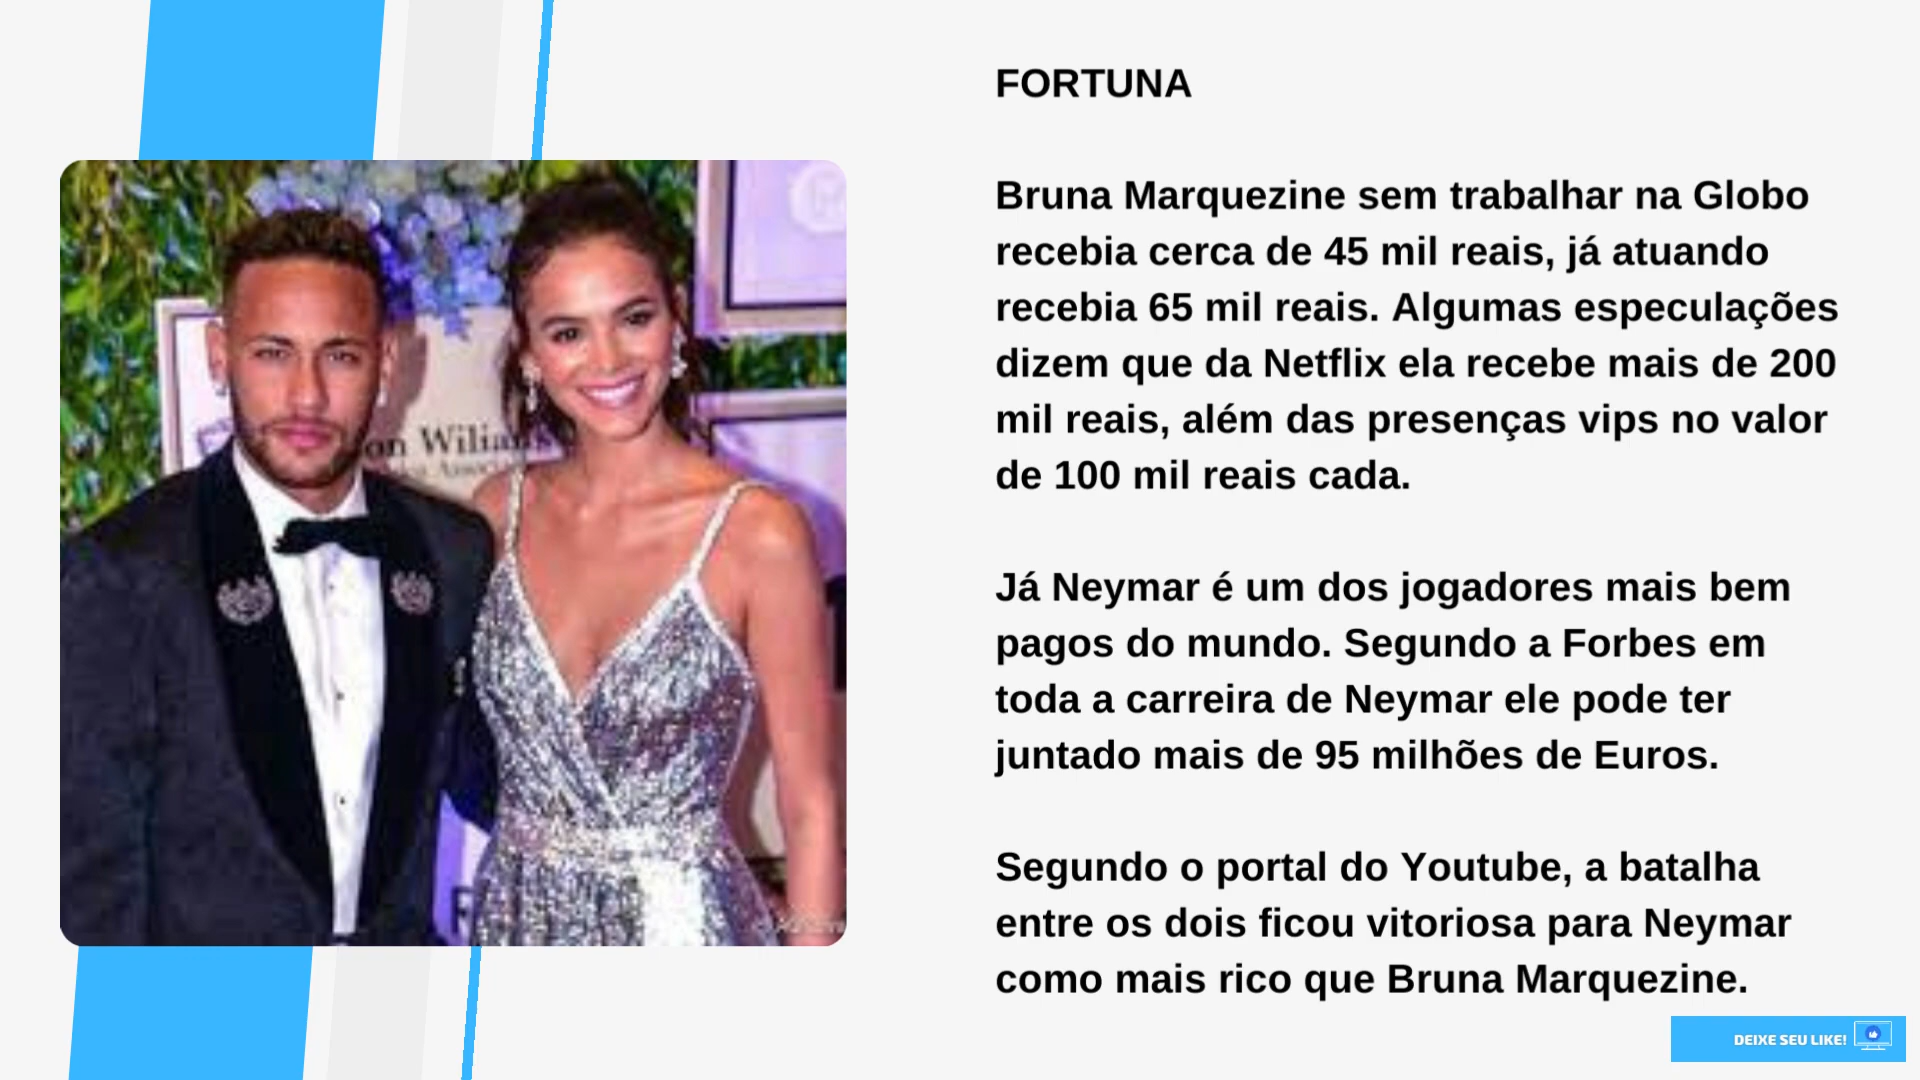 FORTUNA
Bruna Marquezine sem trabalhar na Globo
recebia cerca de 45 mil reais, já atuando
recebia 65 mil reais. Algumas especulações
dizem que da Netflix ela recebe mais de 200
mil reais, além das presenças vips no valor
de 100 mil reais cada.
Já Neymar é um dos jogadores mais bem
pagos do mundo. Segundo a Forbes em
toda a carreira de Neymar ele pode ter
juntado mais de 95 milhões de Euros.
Segundo o portal do Youtube, a batalha
entre os dois ficou vitoriosa para Neymar
como mais rico que Bruna Marquezine.
DEIXE SEU LIKE!